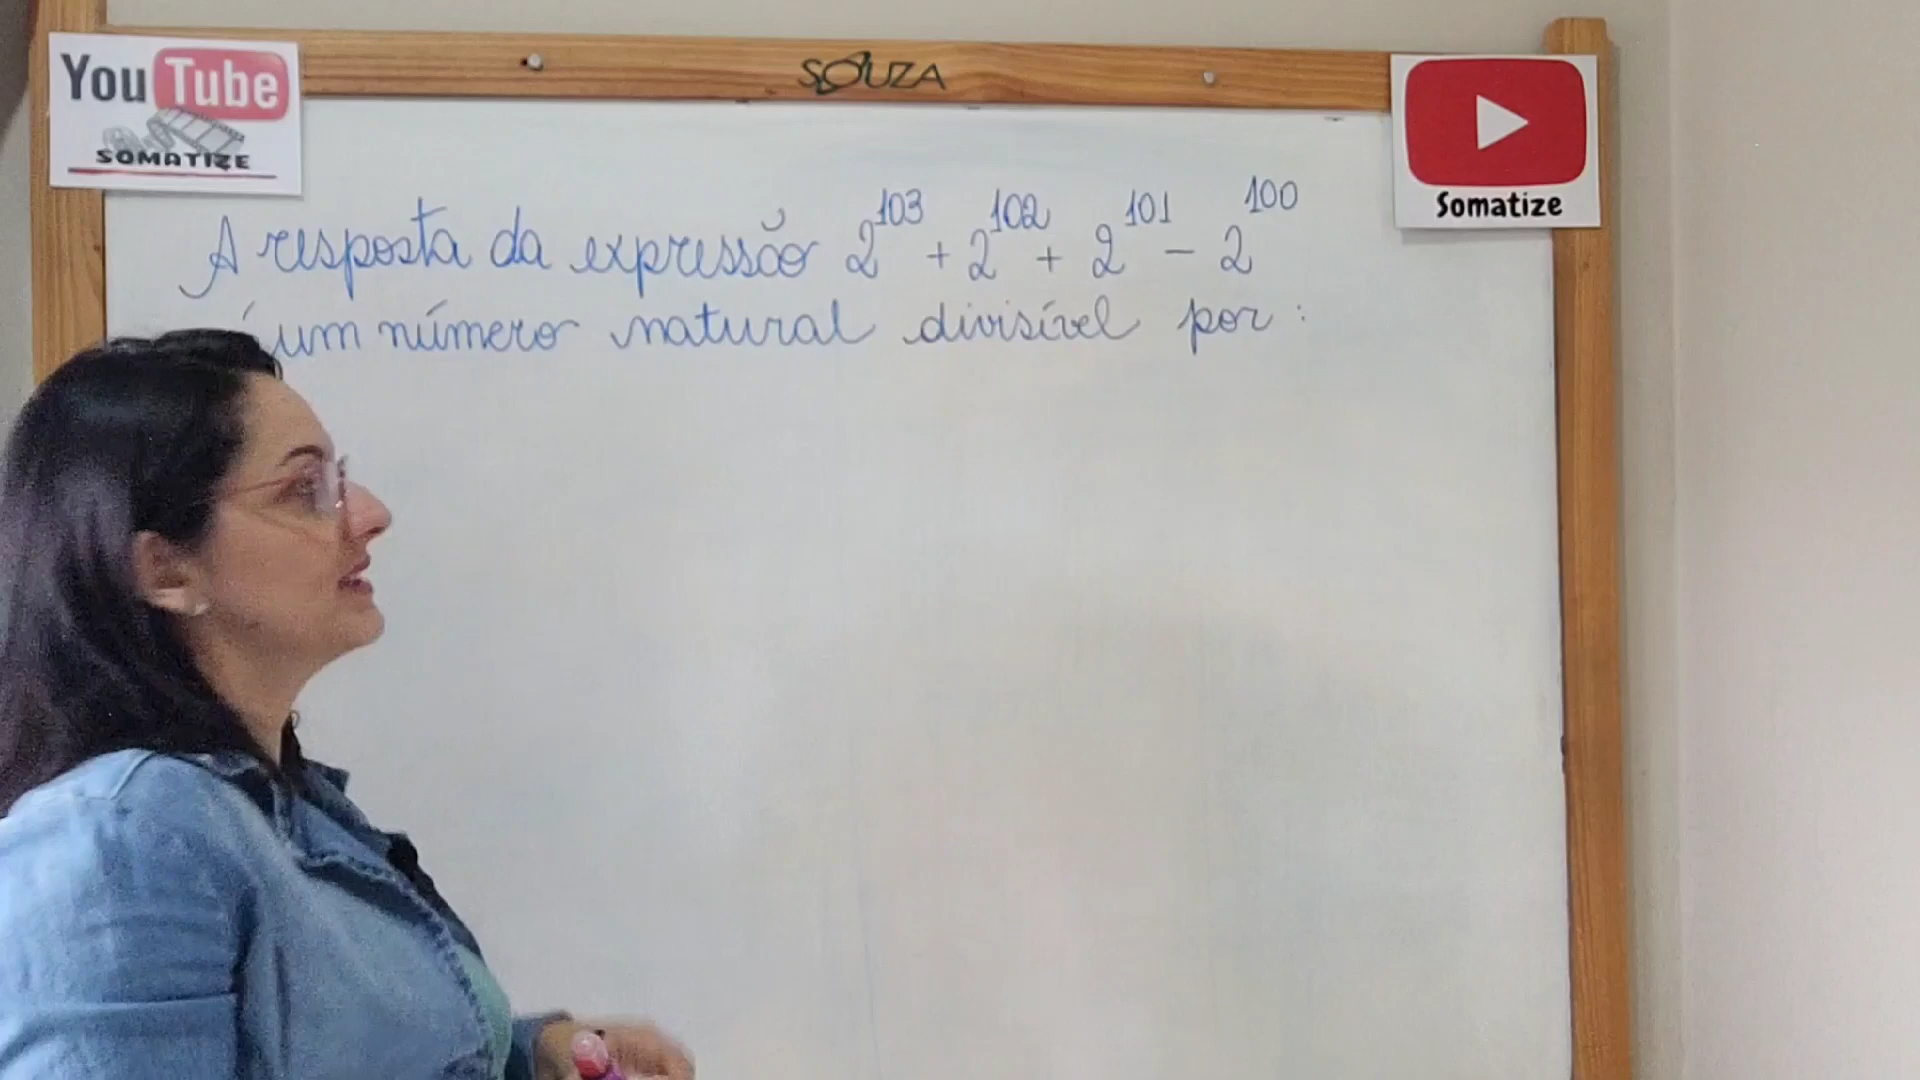 YouTube
SOMATIZE
SOUZA
Somatize
A resposta da expressão 2^103 + 2^102 + 2^101 - 2^100
é um número natural divisível por: